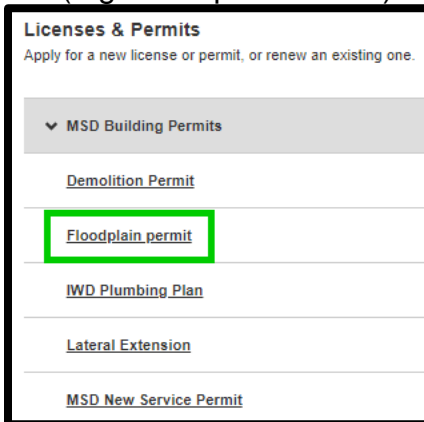 Licenses & Permits
Apply for a new license or permit, or renew an existing one.
MSD Building Permits
Demolition Permit
Floodplain permit
IWD Plumbing Plan
Lateral Extension
MSD New Service Permit